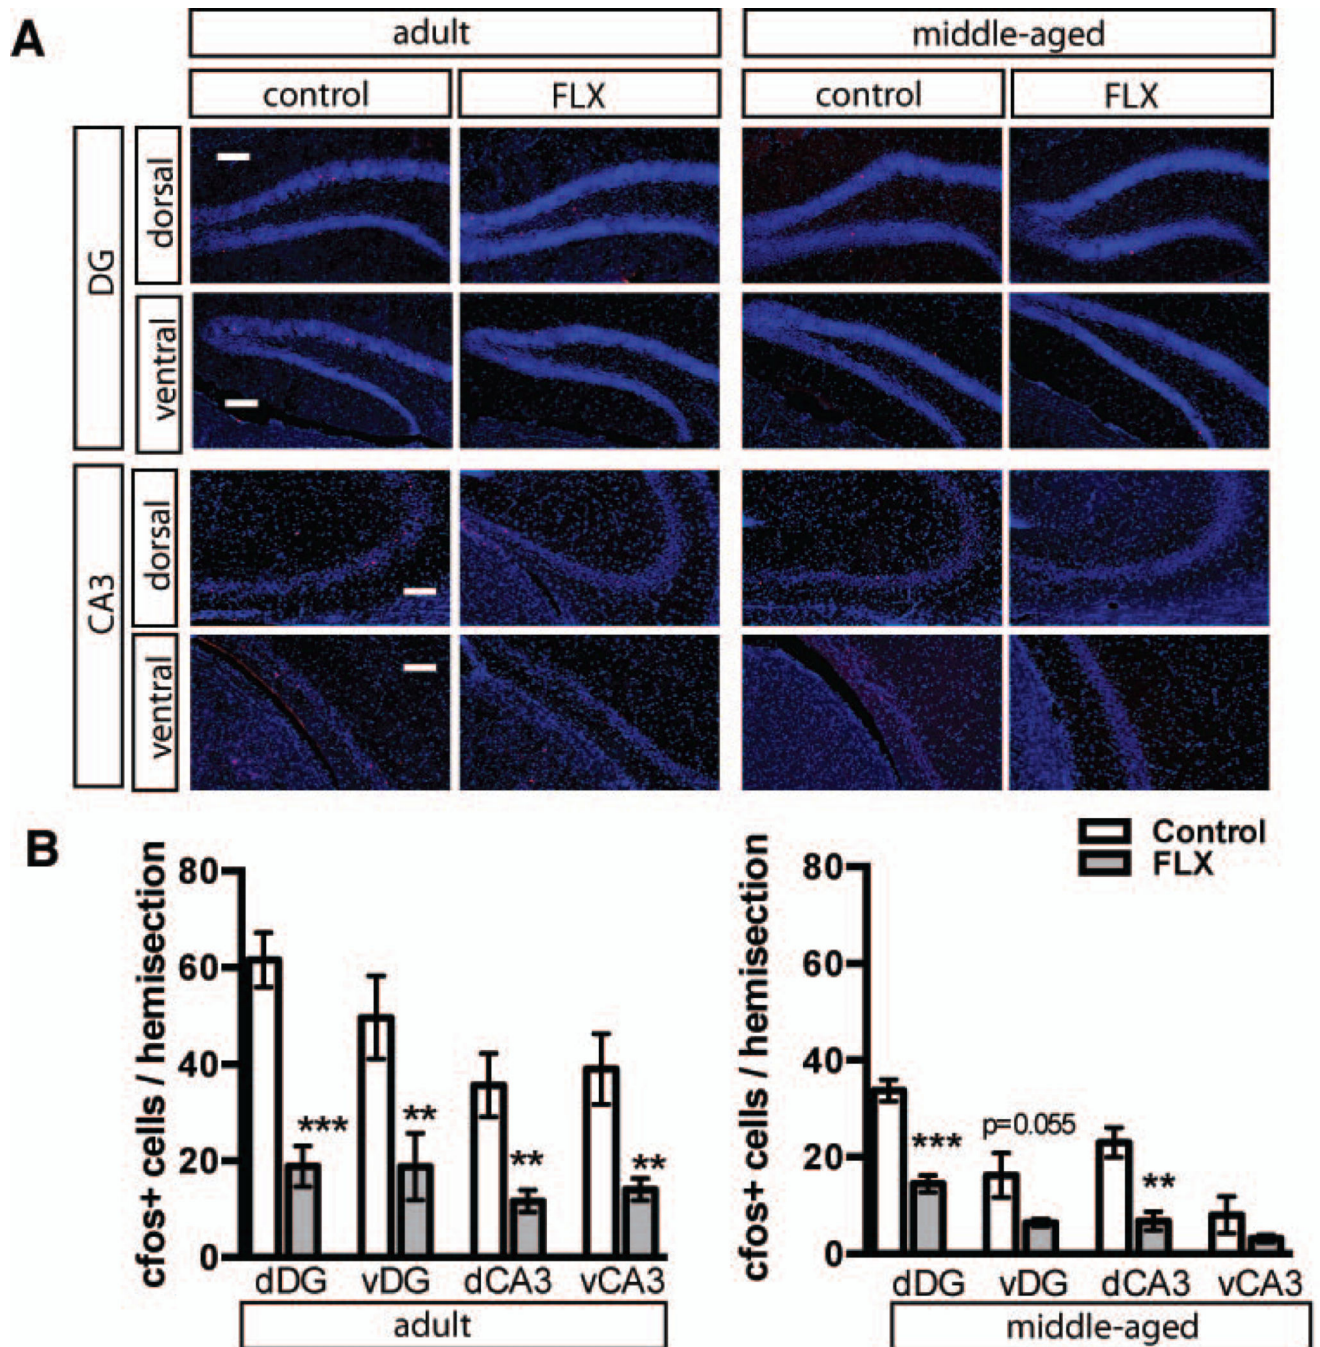 A
adult
middle-aged
control
FLX
control
FLX
DG
dorsal
ventral
CA3
dorsal
ventral
B
cfos+ cells / hemisection
80
60
40
20
0
***
**
**
**
dDG
vDG
dCA3
vCA3
adult
Control
FLX
cfos+ cells / hemisection
80
60
40
20
0
***
p=0.055
**
dDG
vDG
dCA3
vCA3
middle-aged